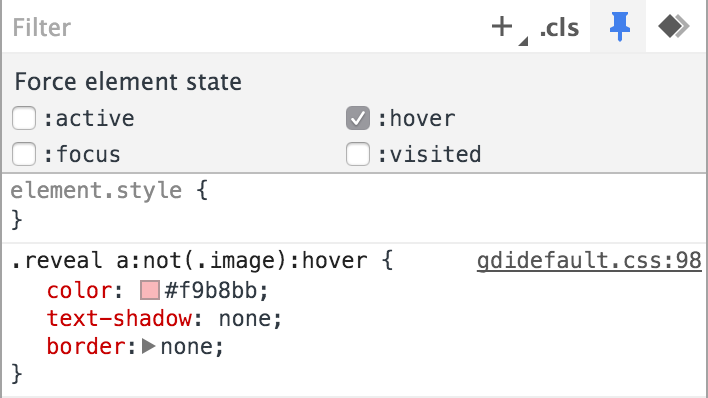 Filter + .cls
Force element state
:active :hover
:focus :visited
element.style {
}
.reveal a:not(.image):hover { gdidefault.css:98
color: #f9b8bb;
text-shadow: none;
border: none;
}